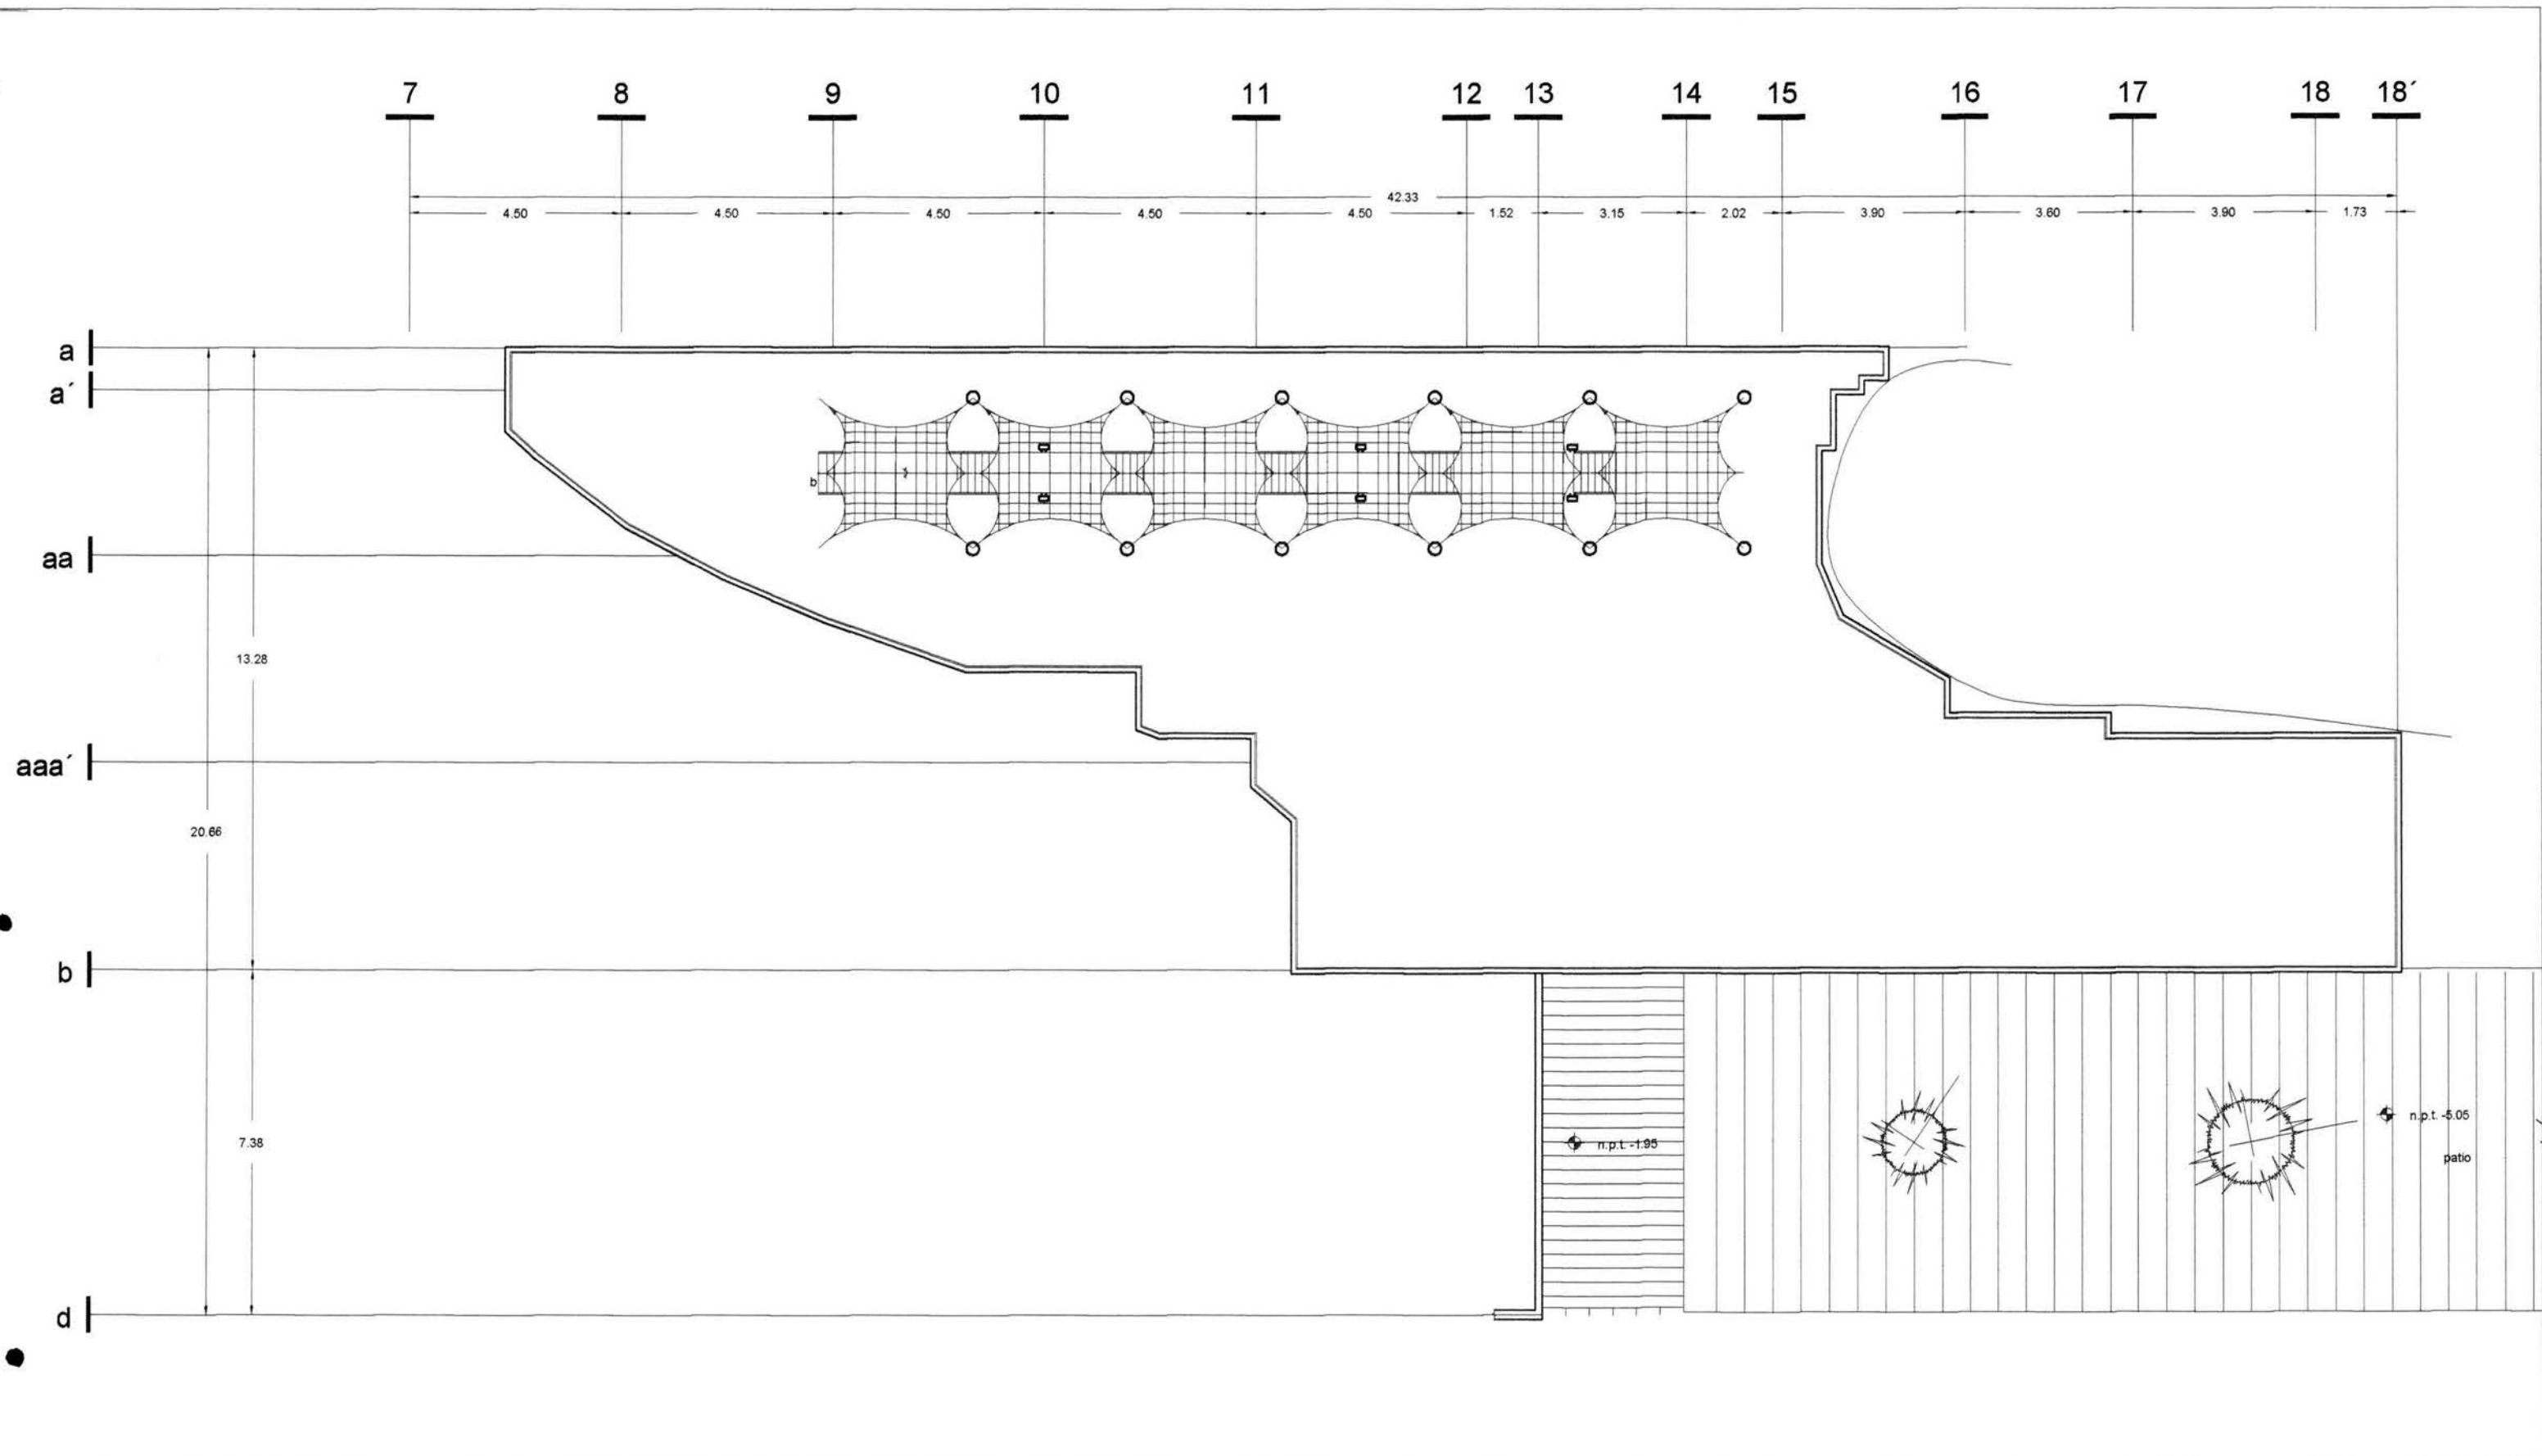 7 8 9 10 11 12 13 14´ 15 16 17 18 18´
42.33
4.50 4.50 4.50 4.50 4.50 1.52 3.15 2.02 3.90 3.60 3.90 1.73
a
a´
b
aa
13.28
aaa´
20.66
b
n.p.t. -5.05
7.38
n.p.t. -1.95
patio
d